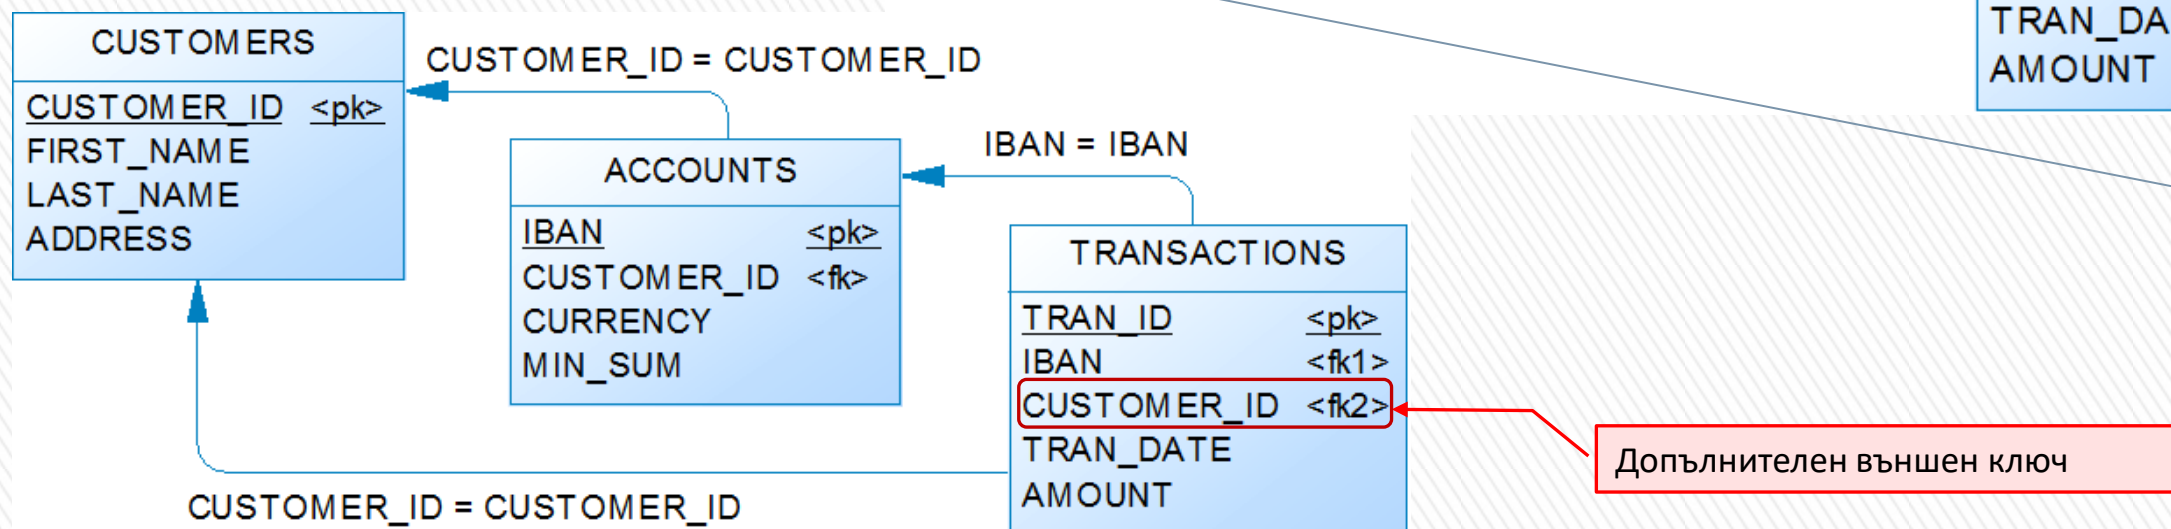 CUSTOMERS
CUSTOMER_ID <pk>
FIRST_NAME
LAST_NAME
ADDRESS
CUSTOMER_ID = CUSTOMER_ID
ACCOUNTS
IBAN <pk>
CUSTOMER_ID <fk>
CURRENCY
MIN_SUM
IBAN = IBAN
TRANSACTIONS
TRAN_ID <pk>
IBAN <fk1>
CUSTOMER_ID <fk2>
TRAN_DATE
AMOUNT
CUSTOMER_ID = CUSTOMER_ID
TRAN_DA
AMOUNT
Допълнителен външен ключ